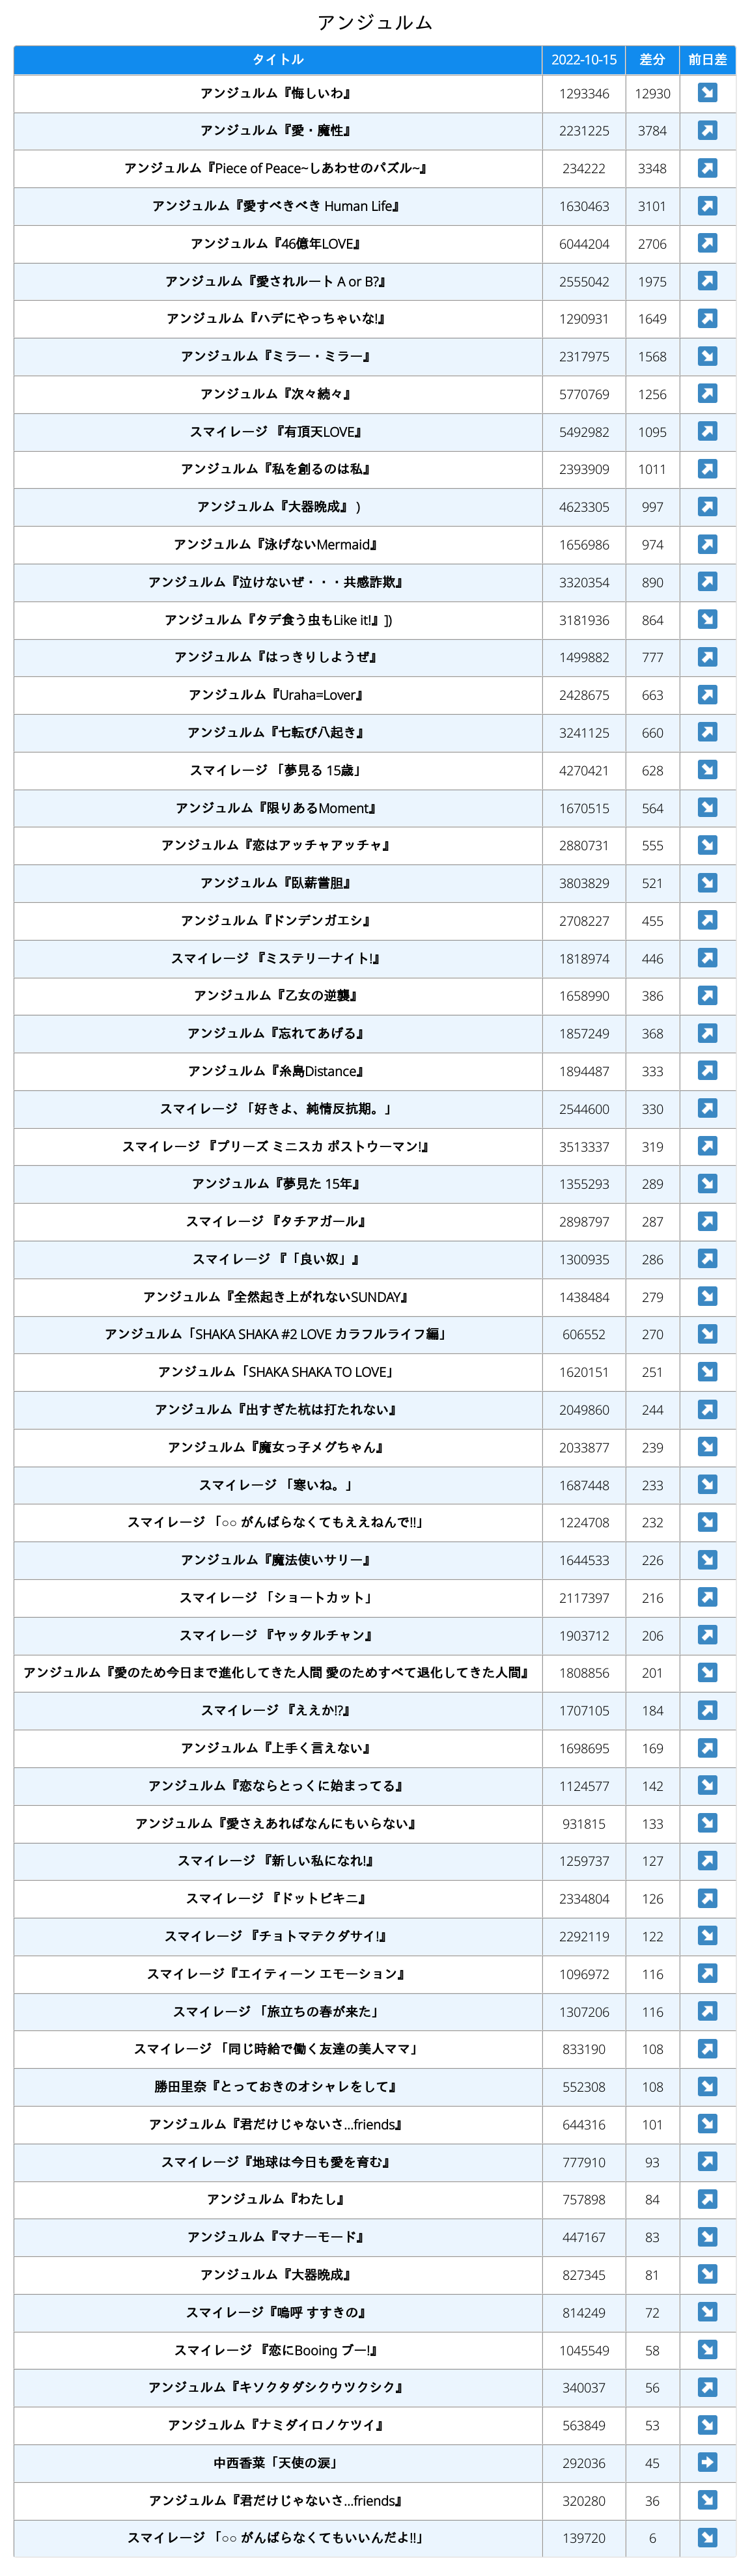 アンジュルム
タイトル 2022-10-15 差分 前日差
アンジュルム『悔しいわ』 1293346 12930 ↘
アンジュルム『愛・魔性』 2231225 3784 ↗
アンジュルム『Piece of Peace~しあわせのパズル~』 234222 3348 ↗
アンジュルム『愛すべきべき Human Life』 1630463 3101 ↗
アンジュルム『46億年LOVE』 6044204 2706 ↗
アンジュルム『愛されルート A or B?』 2555042 1975 ↗
アンジュルム『ハデにやっちゃいな!』 1290931 1649 ↗
アンジュルム『ミラー・ミラー』 2317975 1568 ↘
アンジュルム『次々続々』 5770769 1256 ↗
スマイレージ 『有頂天LOVE』 5492982 1095 ↗
アンジュルム『私を創るのは私』 2393909 1011 ↗
アンジュルム『大器晩成』 ) 4623305 997 ↗
アンジュルム『泳げないMermaid』 1656986 974 ↗
アンジュルム『泣けないぜ・・・共感詐欺』 3320354 890 ↗
アンジュルム『タデ食う虫もLike it!』]) 3181936 864 ↘
アンジュルム『はっきりしようぜ』 1499882 777 ↗
アンジュルム『Uraha=Lover』 2428675 663 ↗
アンジュルム『七転び八起き』 3241125 660 ↗
スマイレージ 「夢見る 15歳」 4270421 628 ↘
アンジュルム『限りあるMoment』 1670515 564 ↘
アンジュルム『恋はアッチャアッチャ』 2880731 555 ↘
アンジュルム『臥薪嘗胆』 3803829 521 ↘
アンジュルム『ドンデンガエシ』 2708227 455 ↗
スマイレージ 『ミステリーナイト!』 1818974 446 ↗
アンジュルム『乙女の逆襲』 1658990 386 ↗
アンジュルム『忘れてあげる』 1857249 368 ↗
アンジュルム『糸島Distance』 1894487 333 ↗
スマイレージ 「好きよ、純情反抗期。」 2544600 330 ↗
スマイレージ 『プリーズ ミニスカ ポストウーマン!』 3513337 319 ↗
アンジュルム『夢見た 15年』 1355293 289 ↘
スマイレージ 『タチアガール』 2898797 287 ↗
スマイレージ 『「良い奴」』 1300935 286 ↗
アンジュルム『全然起き上がれないSUNDAY』 1438484 279 ↘
アンジュルム「SHAKA SHAKA #2 LOVE カラフルライフ編」 606552 270 ↘
アンジュルム「SHAKA SHAKA TO LOVE」 1620151 251 ↘
アンジュルム『出すぎた杭は打たれない』 2049860 244 ↗
アンジュルム『魔女っ子メグちゃん』 2033877 239 ↘
スマイレージ 「寒いね。」 1687448 233 ↘
スマイレージ 「○○ がんばらなくてもええねんで!!」 1224708 232 ↘
アンジュルム『魔法使いサリー』 1644533 226 ↘
スマイレージ 「ショートカット」 2117397 216 ↗
スマイレージ 『ヤッタルチャン』 1903712 206 ↗
アンジュルム『愛のため今日まで進化してきた人間 愛のためすべて退化してきた人間』 1808856 201 ↘
スマイレージ 『ええか!?』 1707105 184 ↗
アンジュルム『上手く言えない』 1698695 169 ↗
アンジュルム『恋ならとっくに始まってる』 1124577 142 ↘
アンジュルム『愛さえあればなんにもいらない』 931815 133 ↘
スマイレージ 『新しい私になれ!』 1259737 127 ↗
スマイレージ 『ドットビキニ』 2334804 126 ↗
スマイレージ 『チョトマテクダサイ!』 2292119 122 ↘
スマイレージ『エイティーン エモーション』 1096972 116 ↗
スマイレージ 「旅立ちの春が来た」 1307206 116 ↗
スマイレージ 「同じ時給で働く友達の美人ママ」 833190 108 ↗
勝田里奈『とっておきのオシャレをして』 552308 108 ↘
アンジュルム『君だけじゃないさ...friends』 644316 101 ↘
スマイレージ『地球は今日も愛を育む』 777910 93 ↗
アンジュルム『わたし』 757898 84 ↗
アンジュルム『マナーモード』 447167 83 ↘
アンジュルム『大器晩成』 827345 81 ↘
スマイレージ『嗚呼 すすきの』 814249 72 ↘
スマイレージ 『恋にBooing ブー!』 1045549 58 ↘
アンジュルム『キソクタダシクウツクシク』 340037 56 ↗
アンジュルム『ナミダイロノケツイ』 563849 53 ↘
中西香菜「天使の涙」 292036 45 ➡
アンジュルム『君だけじゃないさ...friends』 320280 36 ↘
スマイレージ 「○○ がんばらなくてもいいんだよ!!」 139720 6 ↘